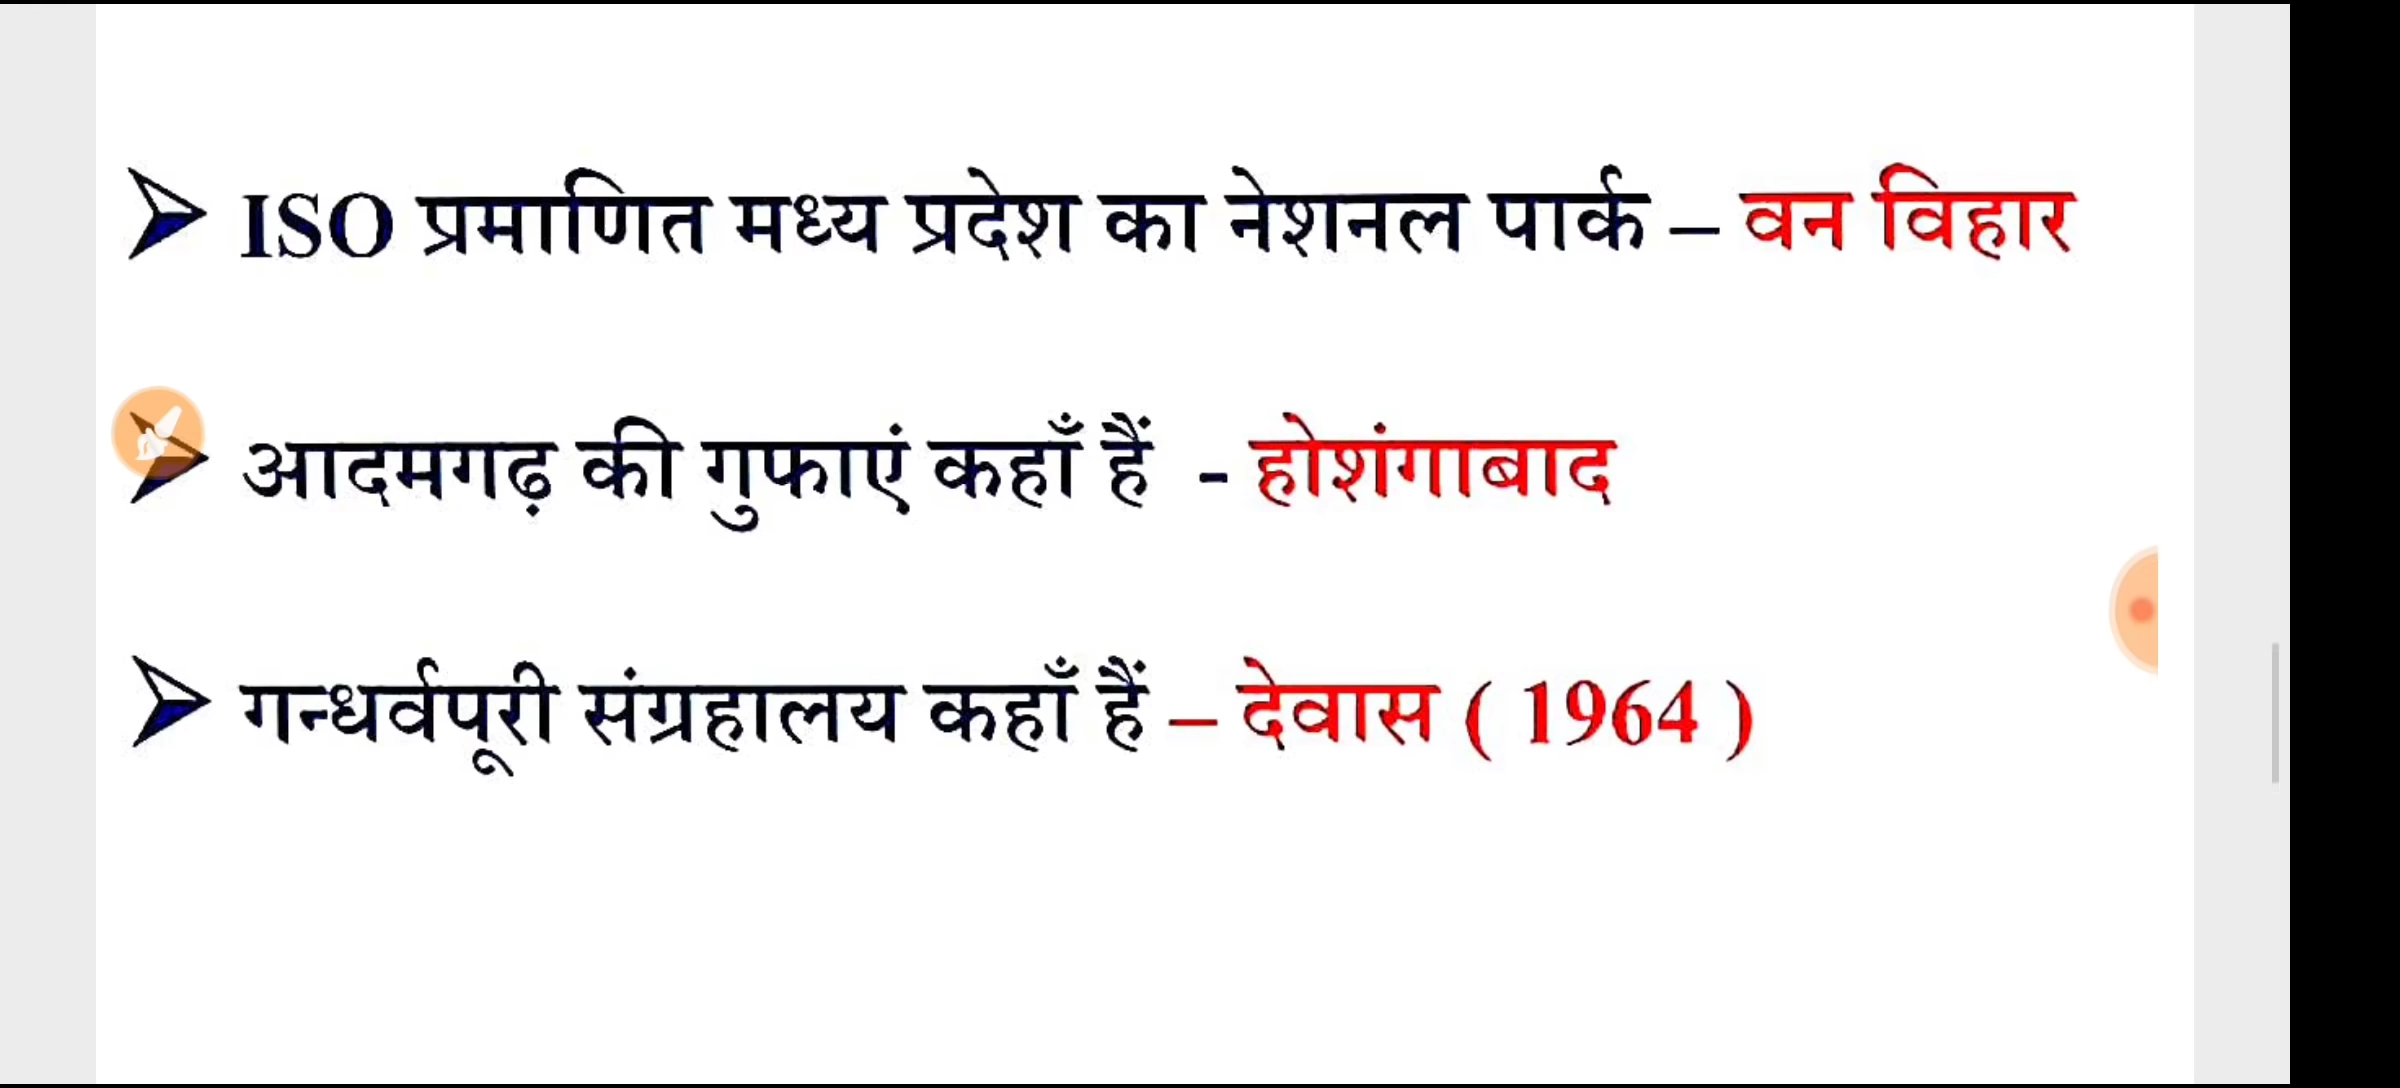 ➢ ISO प्रमाणित मध्य प्रदेश का नेशनल पार्क – वन विहार
➢ आदमगढ़ की गुफाएं कहाँ हैं - होशंगाबाद
➢ गन्धर्वपूरी संग्रहालय कहाँ हैं – देवास ( 1964 )